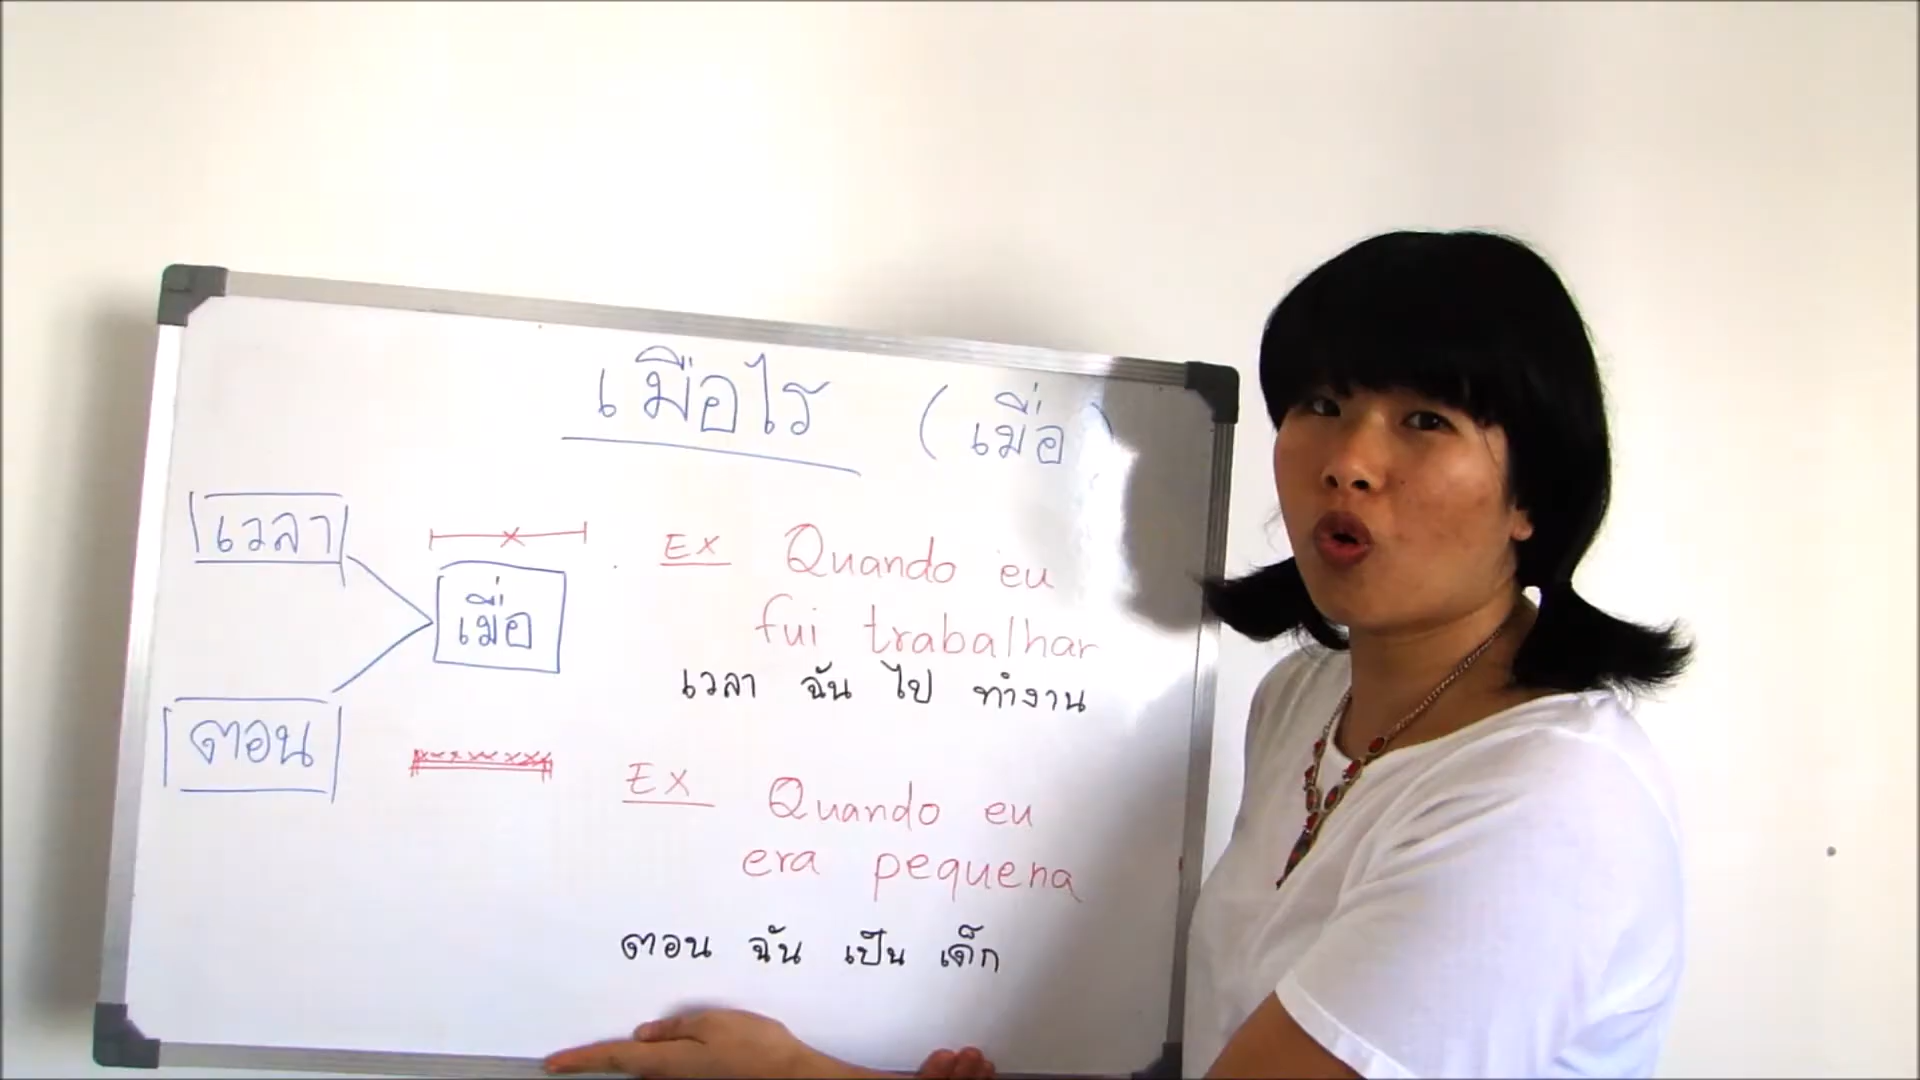 เมื่อไร (เมื่อ)
เวลา
เมื่อ
ตอน
EX Quando eu
fui trabalhar
เวลา ฉัน ไป ทำงาน
EX Quando eu
era pequena
ตอน ฉัน เป็น เด็ก